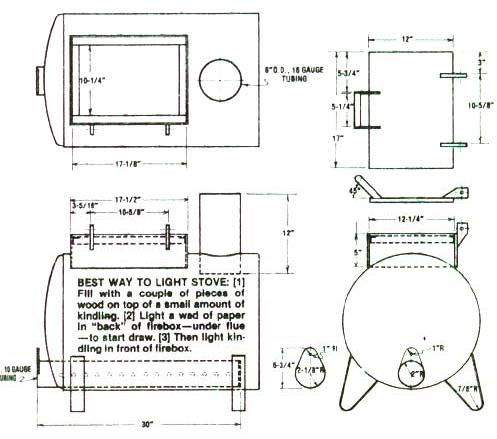 10-1/4"
6"O.D., 16 GAUGE
TUBING
17-1/8"
12"
5-3/4"
5-1/4"
17"
3"
10-5/8"
45°
17-1/2"
3-5/16"
10-5/8"
12"
12-1/4"
5"
BEST WAY TO LIGHT STOVE: [1]
Fill with a couple of pieces of
wood on top of a small amount of
kindling. [2] Light a wad of paper
in "back" of firebox—under flue
—to start draw. [3] Then light kin-
dling in front of firebox.
, 10 GAUGE
TUBING
30"
6-3/4"
1" R
2-1/8"R
1"R
2"R
7/8"R